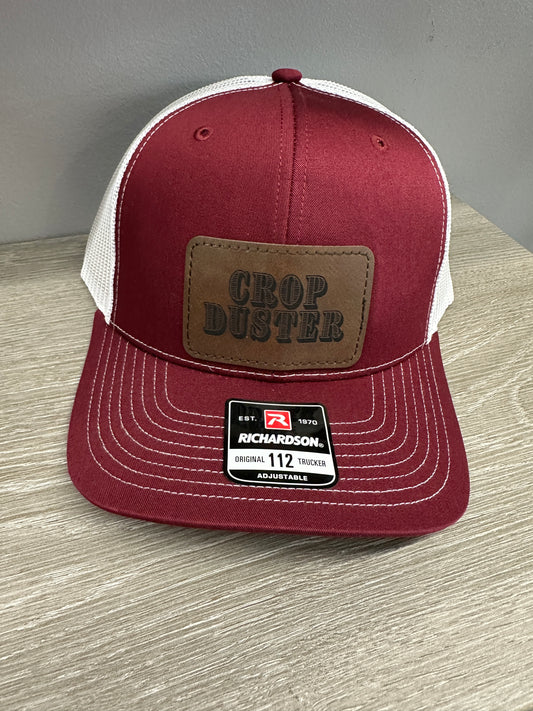 CROP
DUSTER
EST. R 1970
RICHARDSON®
ORIGINAL 112 TRUCKER
ADJUSTABLE